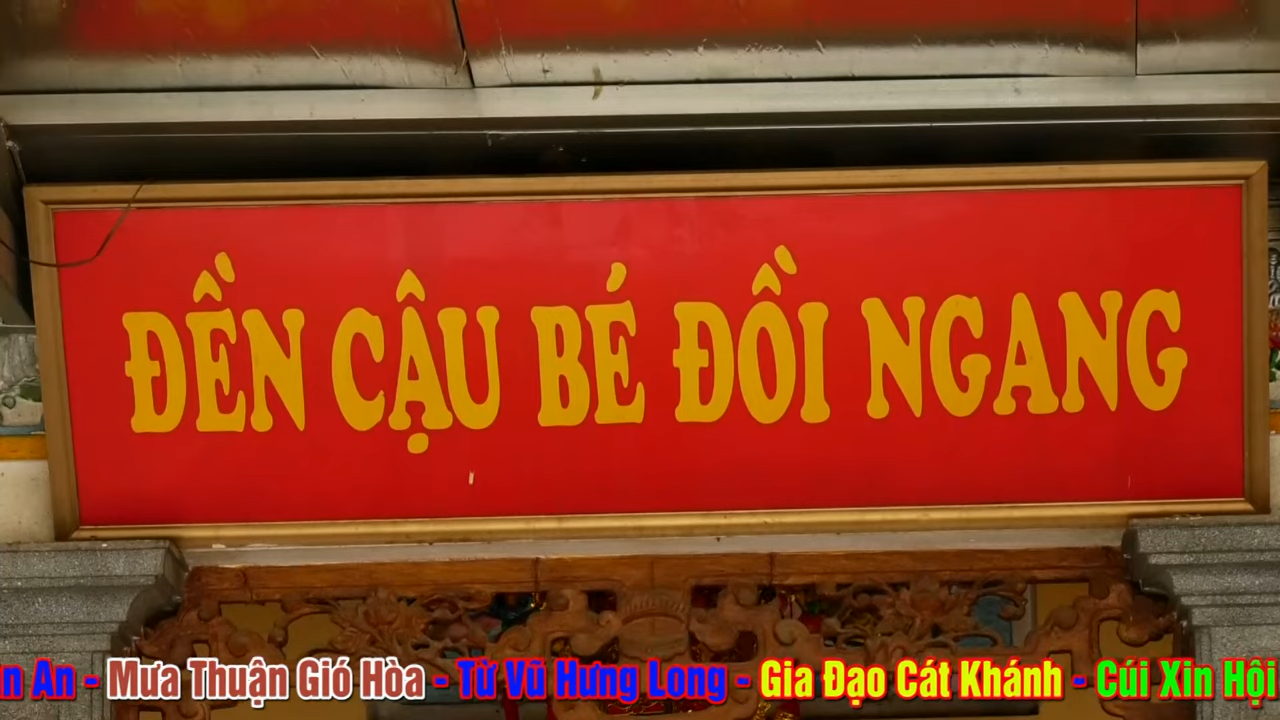 ĐỀN CẬU BÉ ĐỒI NGANG
An - Mưa Thuận Gió Hòa - Từ Vũ Hưng Long - Gia Đạo Cát Khánh - Cúi Xin Hội